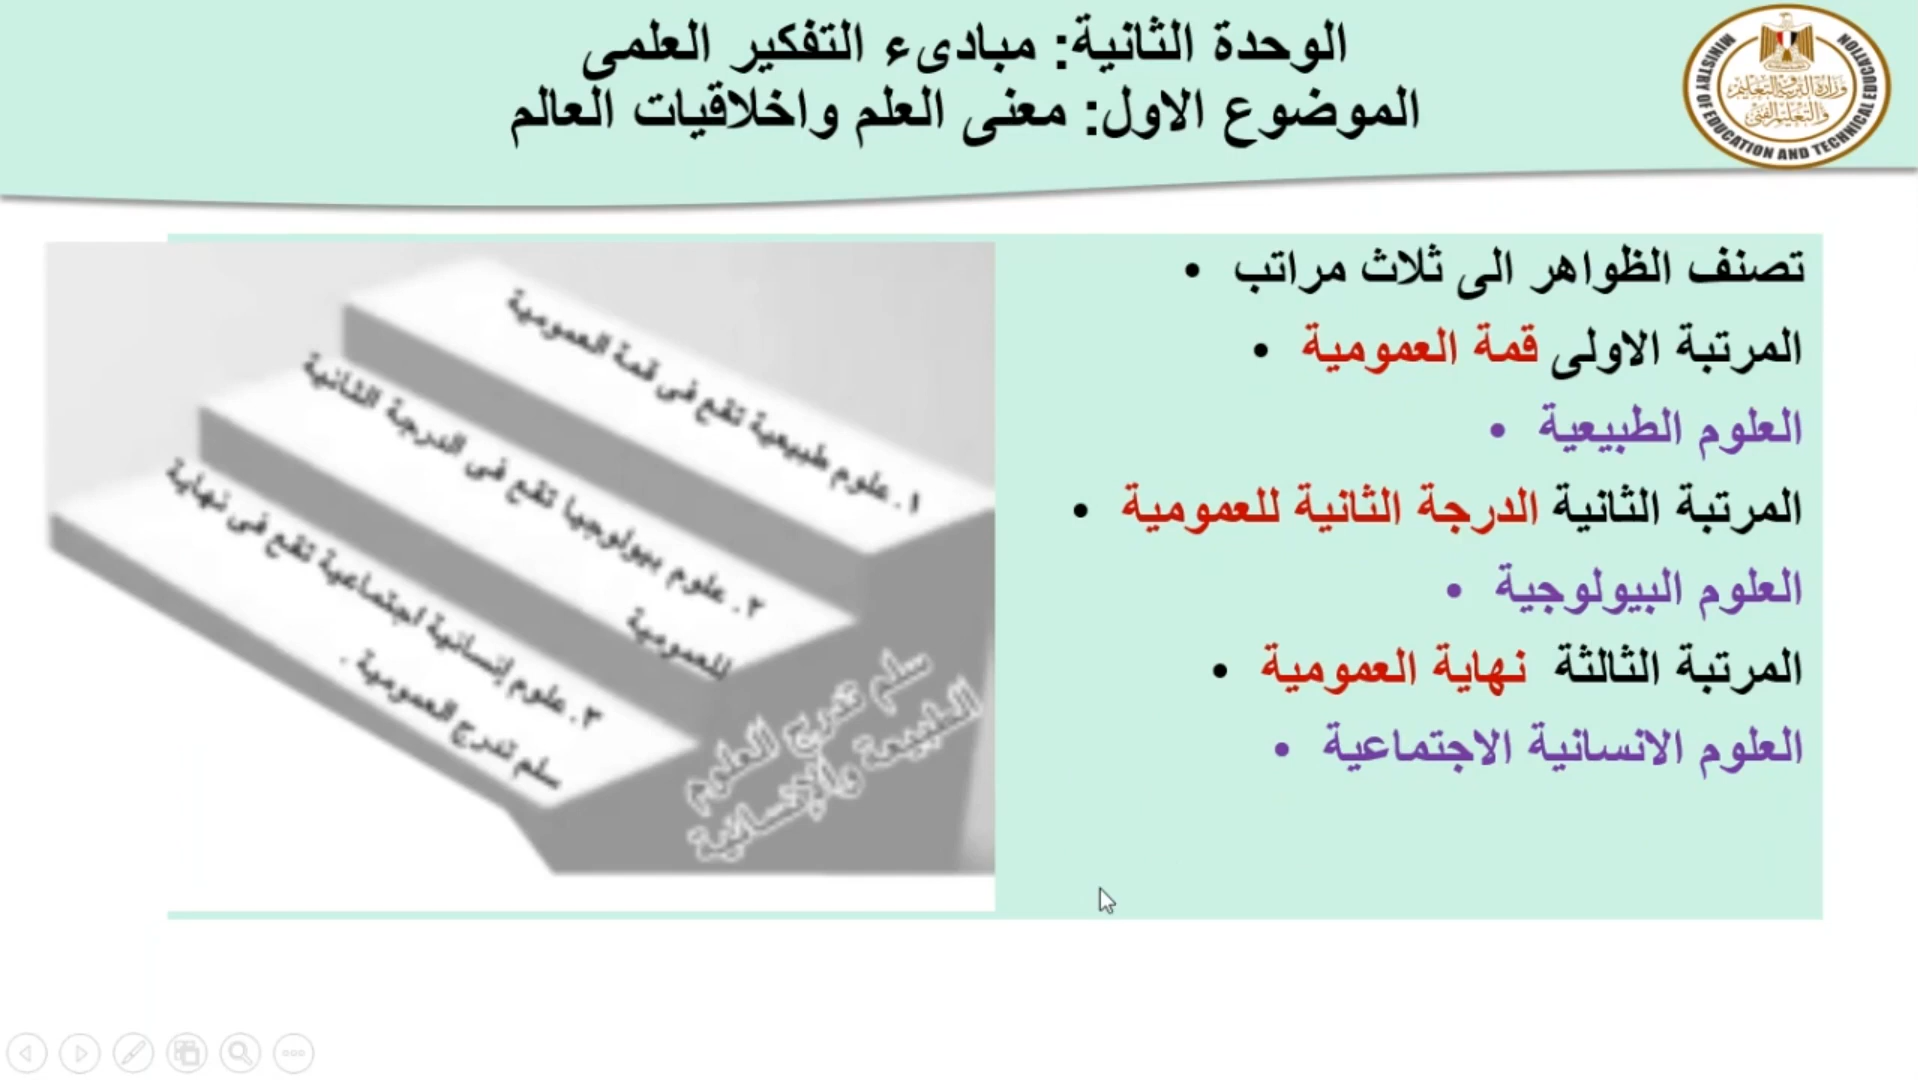 الوحدة الثانية: مبادىء التفكير العلمى
الموضوع الاول: معنى العلم واخلاقيات العالم
وزارة التربية والتعليم
والتعليم الفنى
MINISTRY OF EDUCATION AND TECHNICAL EDUCATION
تصنف الظواهر الى ثلاث مراتب •
المرتبة الاولى قمة العمومية •
العلوم الطبيعية •
المرتبة الثانية الدرجة الثانية للعمومية •
العلوم البيولوجية •
المرتبة الثالثة نهاية العمومية •
العلوم الانسانية الاجتماعية •
١. علوم طبيعية تقع فى قمة العمومية
٢. علوم بيولوجيا تقع فى الدرجة الثانية
للعمومية
٣. علوم إنسانية اجتماعية تقع فى نهاية
سلم تدرج العمومية .
سلم تدرج العلوم
الطبيعة والإنسانية